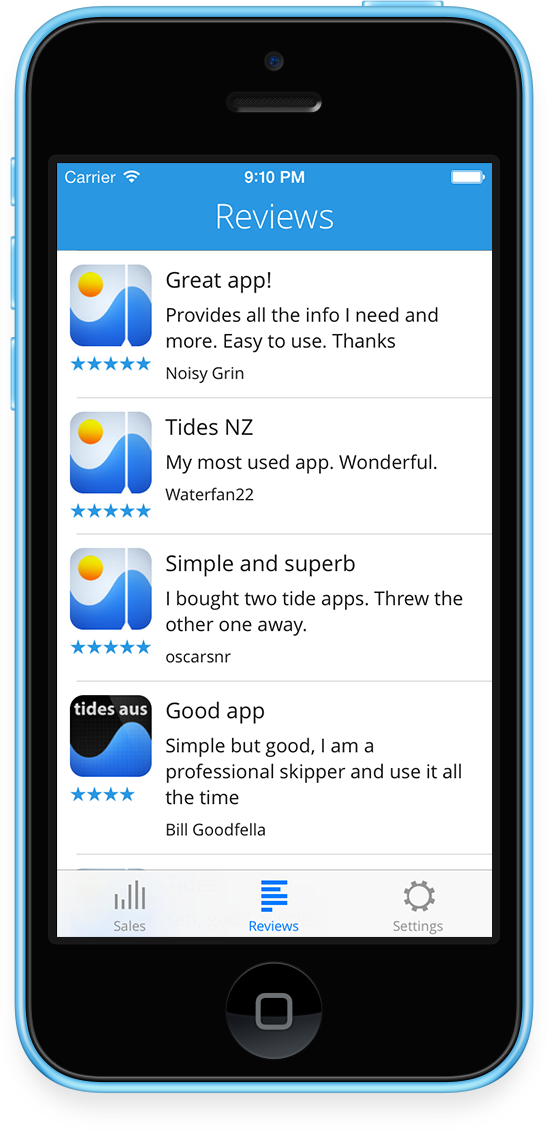 Carrier 9:10 PM
Reviews
Great app!
Provides all the info I need and
more. Easy to use. Thanks
Noisy Grin
Tides NZ
My most used app. Wonderful.
Waterfan22
Simple and superb
I bought two tide apps. Threw the
other one away.
oscarsnr
tides aus
Good app
Simple but good, I am a
professional skipper and use it all
the time
Bill Goodfella
Sales
Reviews
Settings